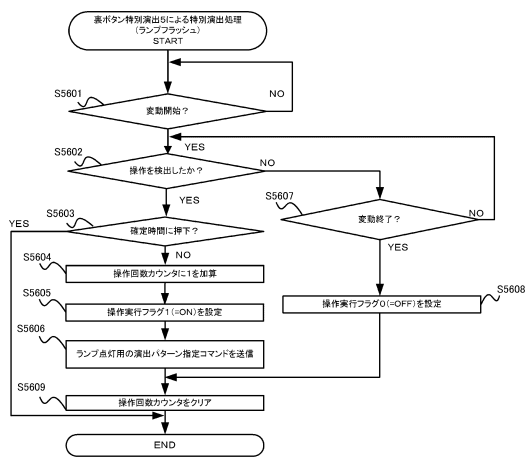 裏ボタン特別演出5による特別演出処理
(ランプフラッシュ)
START
NO
S5601
変動開始?
YES
S5602
操作を検出したか?
NO
YES
S5607
変動終了?
NO
YES
S5603
YES
確定時間に押下?
NO
S5604
操作回数カウンタに1を加算
S5605
操作実行フラグ1(=ON)を設定
S5608
操作実行フラグ0(=OFF)を設定
S5606
ランプ点灯用の演出パターン指定コマンドを送信
S5609
操作回数カウンタをクリア
END